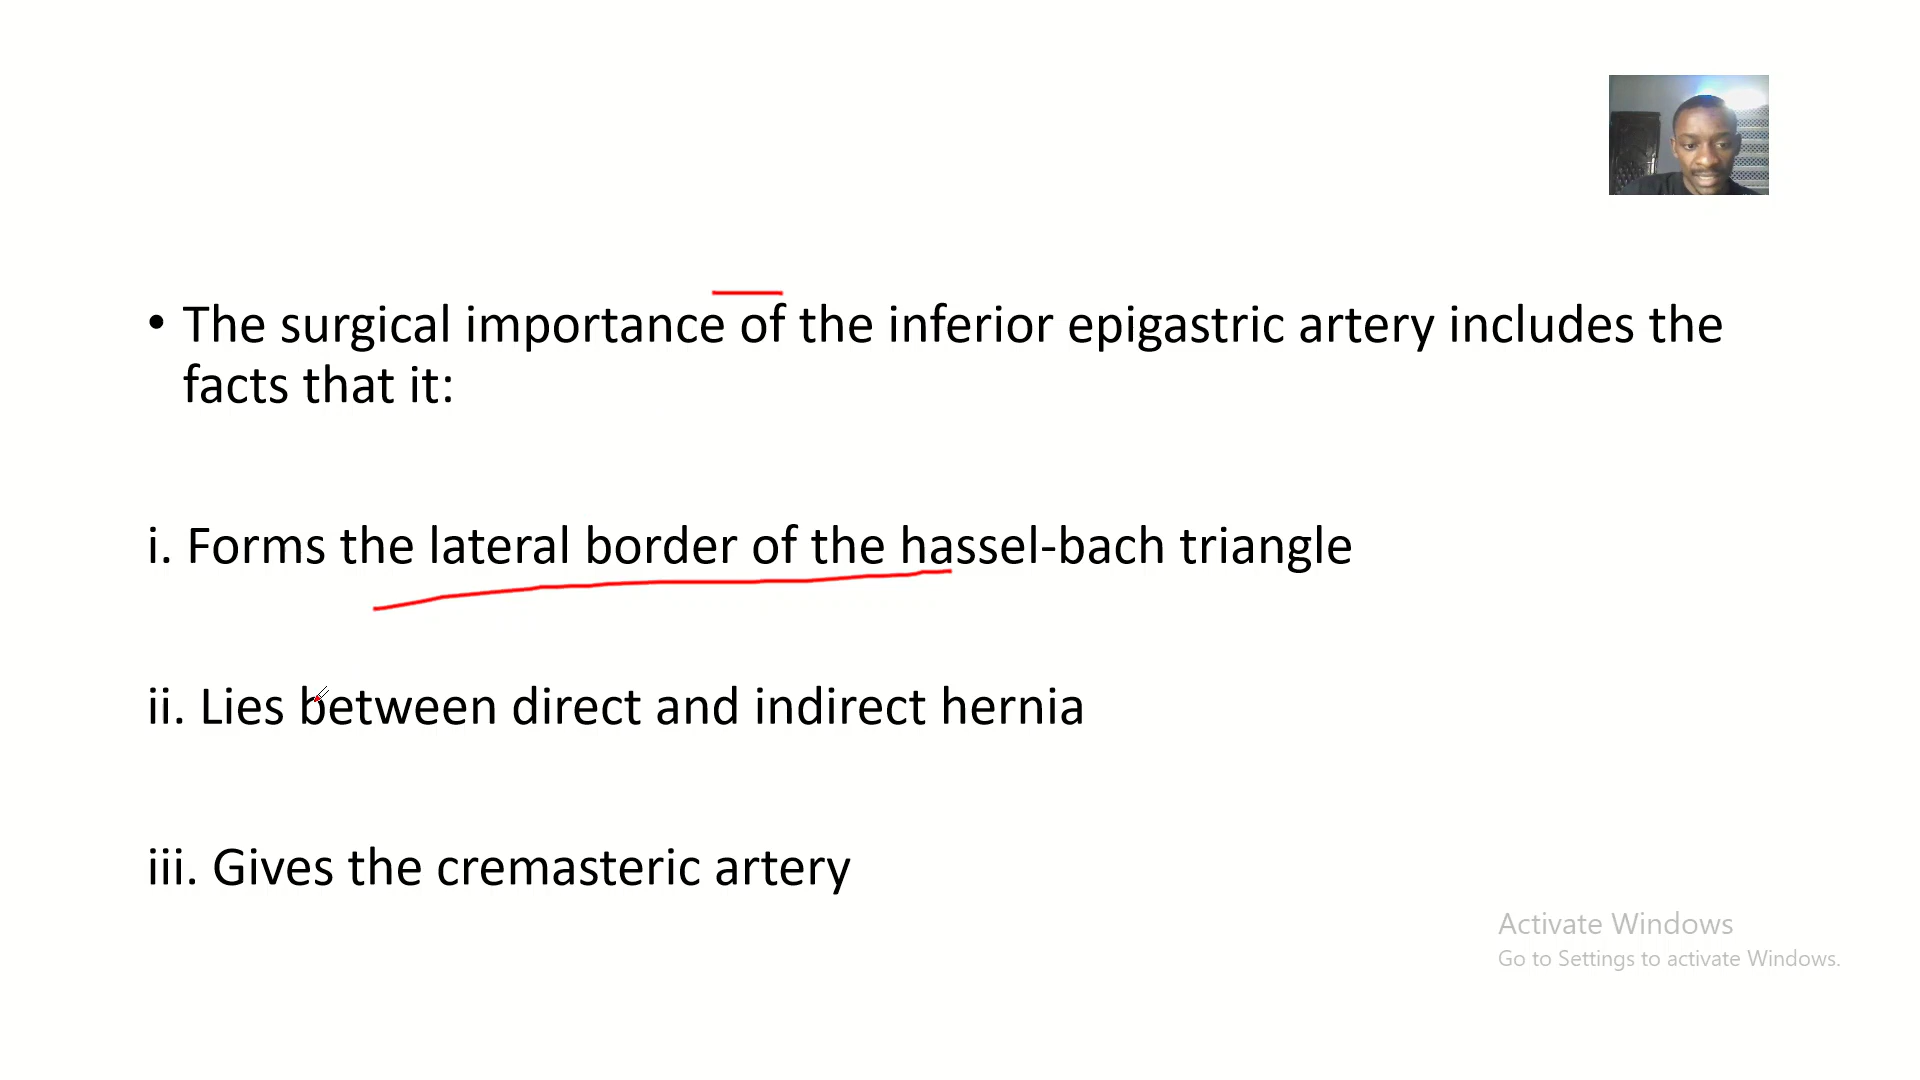 • The surgical importance of the inferior epigastric artery includes the
facts that it:
i. Forms the lateral border of the hassel-bach triangle
ii. Lies between direct and indirect hernia
iii. Gives the cremasteric artery
Activate Windows
Go to Settings to activate Windows.